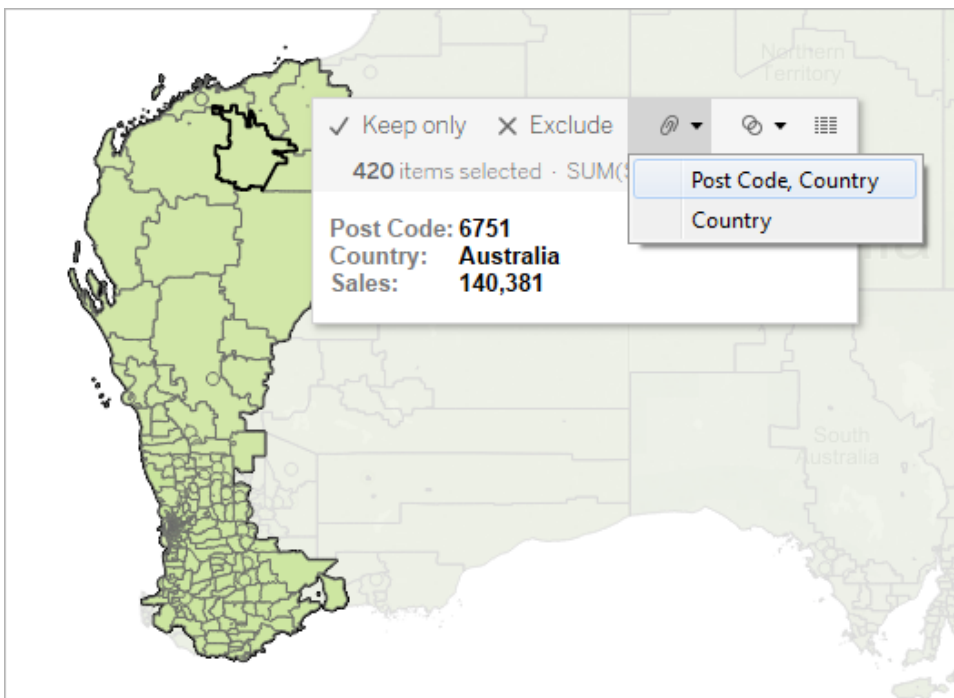 Northern
Territory
Keep only Exclude
420 items selected · SUM(
Post Code, Country
Country
Post Code: 6751
Country: Australia
Sales: 140,381
South
Australia